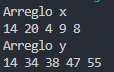 Arreglo x
14 20 4 9 8
Arreglo y
14 34 38 47 55